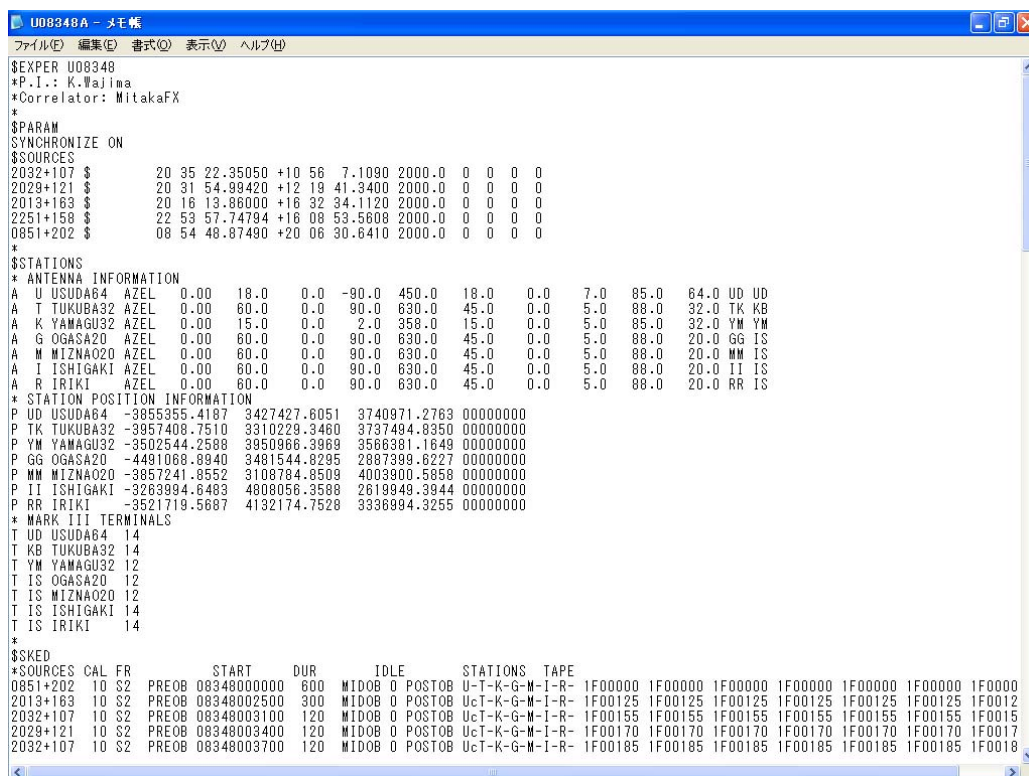 U08348A - メモ帳
ファイル(F) 編集(E) 書式(O) 表示(V) ヘルプ(H)
$EXPER U08348
*P.I.: K.Wajima
*Correlator: MitakaFX
*
$PARAM
SYNCHRONIZE ON
$SOURCES
2032+107 $ 20 35 22.35050 +10 56 7.1090 2000.0 0 0 0 0
2029+121 $ 20 31 54.99420 +12 19 41.3400 2000.0 0 0 0 0
2013+163 $ 20 16 13.86000 +16 32 34.1120 2000.0 0 0 0 0
2251+158 $ 22 53 57.74794 +16 08 53.5608 2000.0 0 0 0 0
0851+202 $ 08 54 48.87490 +20 06 30.6410 2000.0 0 0 0 0
*
$STATIONS
* ANTENNA INFORMATION
A U USUDA64 AZEL 0.00 18.0 0.0 -90.0 450.0 18.0 0.0 7.0 85.0 64.0 UD UD
A T TUKUBA32 AZEL 0.00 60.0 0.0 90.0 630.0 45.0 0.0 5.0 88.0 32.0 TK KB
A K YAMAGU32 AZEL 0.00 15.0 0.0 2.0 358.0 15.0 0.0 5.0 85.0 32.0 YM YM
A G OGASA20 AZEL 0.00 60.0 0.0 90.0 630.0 45.0 0.0 5.0 88.0 20.0 GG IS
A M MIZNAO20 AZEL 0.00 60.0 0.0 90.0 630.0 45.0 0.0 5.0 88.0 20.0 MM IS
A I ISHIGAKI AZEL 0.00 60.0 0.0 90.0 630.0 45.0 0.0 5.0 88.0 20.0 II IS
A R IRIKI AZEL 0.00 60.0 0.0 90.0 630.0 45.0 0.0 5.0 88.0 20.0 RR IS
* STATION POSITION INFORMATION
P UD USUDA64 -3855355.4187 3427427.6051 3740971.2763 00000000
P TK TUKUBA32 -3957408.7510 3310229.3460 3737494.8350 00000000
P YM YAMAGU32 -3502544.2588 3950966.3969 3566381.1649 00000000
P GG OGASA20 -4491068.8940 3481544.8295 2887399.6227 00000000
P MM MIZNAO20 -3857241.8552 3108784.8509 4003900.5858 00000000
P II ISHIGAKI -3263994.6483 4808056.3588 2619949.3944 00000000
P RR IRIKI -3521719.5687 4132174.7528 3336994.3255 00000000
* MARK III TERMINALS
T UD USUDA64 14
T KB TUKUBA32 14
T YM YAMAGU32 12
T IS OGASA20 12
T IS MIZNAO20 12
T IS ISHIGAKI 14
T IS IRIKI 14
*
$SKED
*SOURCES CAL FR START DUR IDLE STATIONS TAPE
0851+202 10 S2 PREOB 08348000000 600 MIDOB 0 POSTOB U-T-K-G-M-I-R- 1F00000 1F00000 1F00000 1F00000 1F00000 1F00000 1F0000
2013+163 10 S2 PREOB 08348002500 300 MIDOB 0 POSTOB UcT-K-G-M-I-R- 1F00125 1F00125 1F00125 1F00125 1F00125 1F00125 1F0012
2032+107 10 S2 PREOB 08348003100 120 MIDOB 0 POSTOB UcT-K-G-M-I-R- 1F00155 1F00155 1F00155 1F00155 1F00155 1F00155 1F0015
2029+121 10 S2 PREOB 08348003400 120 MIDOB 0 POSTOB UcT-K-G-M-I-R- 1F00170 1F00170 1F00170 1F00170 1F00170 1F00170 1F0017
2032+107 10 S2 PREOB 08348003700 120 MIDOB 0 POSTOB UcT-K-G-M-I-R- 1F00185 1F00185 1F00185 1F00185 1F00185 1F00185 1F0018